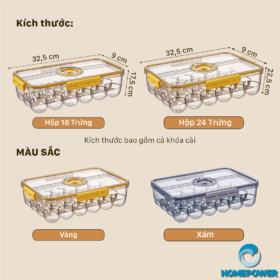 Kích thước:
32,5 cm
9 cm
17,5 cm
32,5 cm
9 cm
22,5 cm
Hộp 18 Trứng
Hộp 24 Trứng
Kích thước bao gồm cả khóa cài
MÀU SẮC
Vàng
Xám
HOMEPOWER